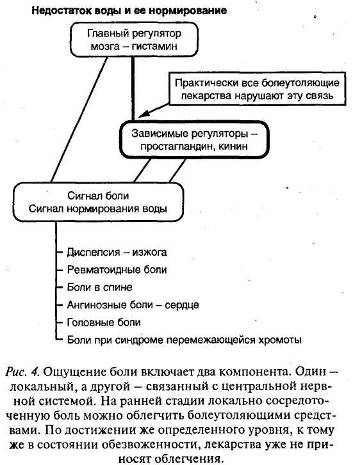 Недостаток воды и ее нормирование
Главный регулятор
мозга – гистамин
Практически все болеутоляющие
лекарства нарушают эту связь
Зависимые регуляторы –
простагландин, кинин
Сигнал боли
Сигнал нормирования воды
Диспепсия – изжога
Ревматоидные боли
Боли в спине
Ангинозные боли – сердце
Головные боли
Боли при синдроме перемежающейся хромоты
Рис. 4. Ощущение боли включает два компонента. Один –
локальный, а другой – связанный с центральной нерв-
ной системой. На ранней стадии локально сосредото-
ченную боль можно облегчить болеутоляющими средст-
вами. По достижении же определенного уровня, к тому
же в состоянии обезвоженности, лекарства уже не при-
носят облегчения.